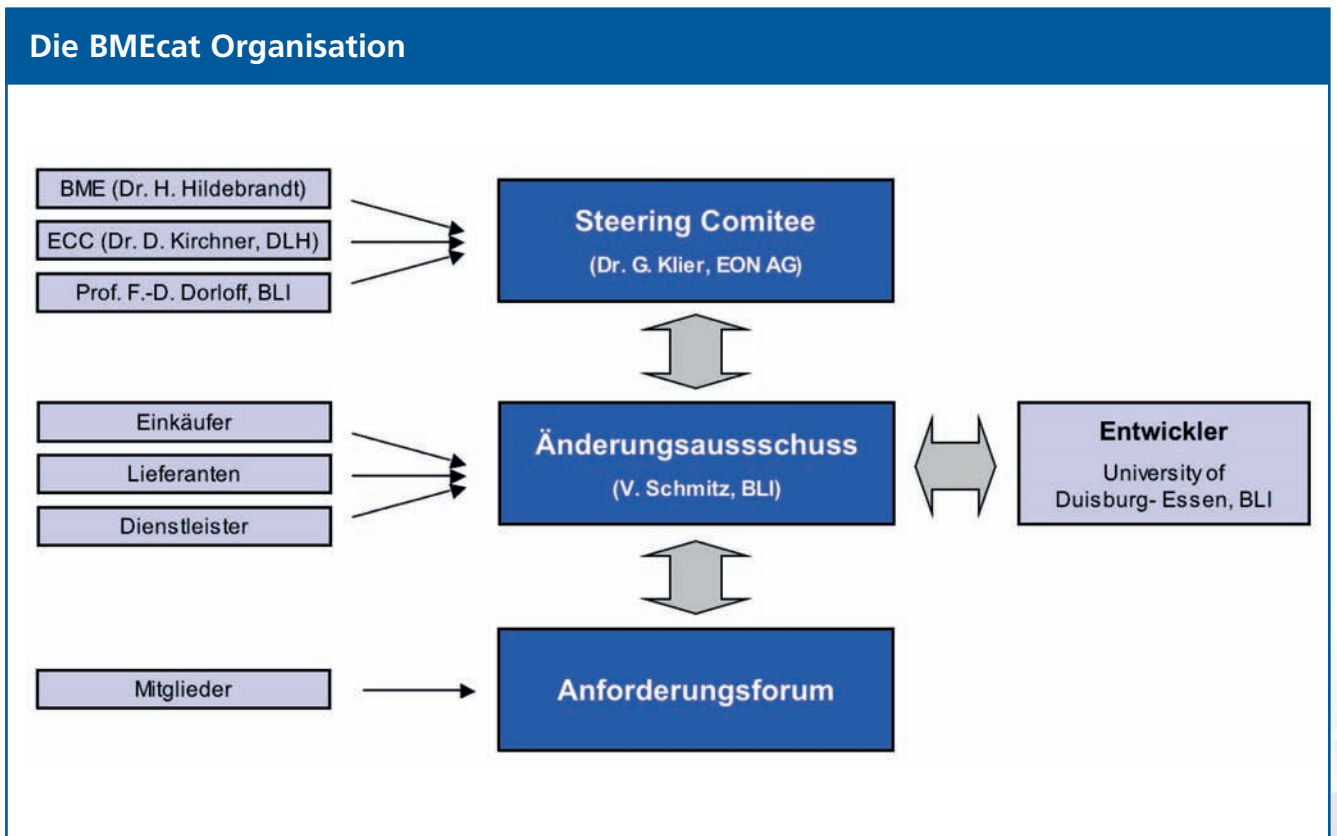 Die BMEcat Organisation
BME (Dr. H. Hildebrandt)
ECC (Dr. D. Kirchner, DLH)
Prof. F.-D. Dorloff, BLI
Steering Comitee
(Dr. G. Klier, EON AG)
Einkäufer
Lieferanten
Dienstleister
Änderungsaussschuss
(V. Schmitz, BLI)
Entwickler
University of
Duisburg- Essen, BLI
Mitglieder
Anforderungsforum